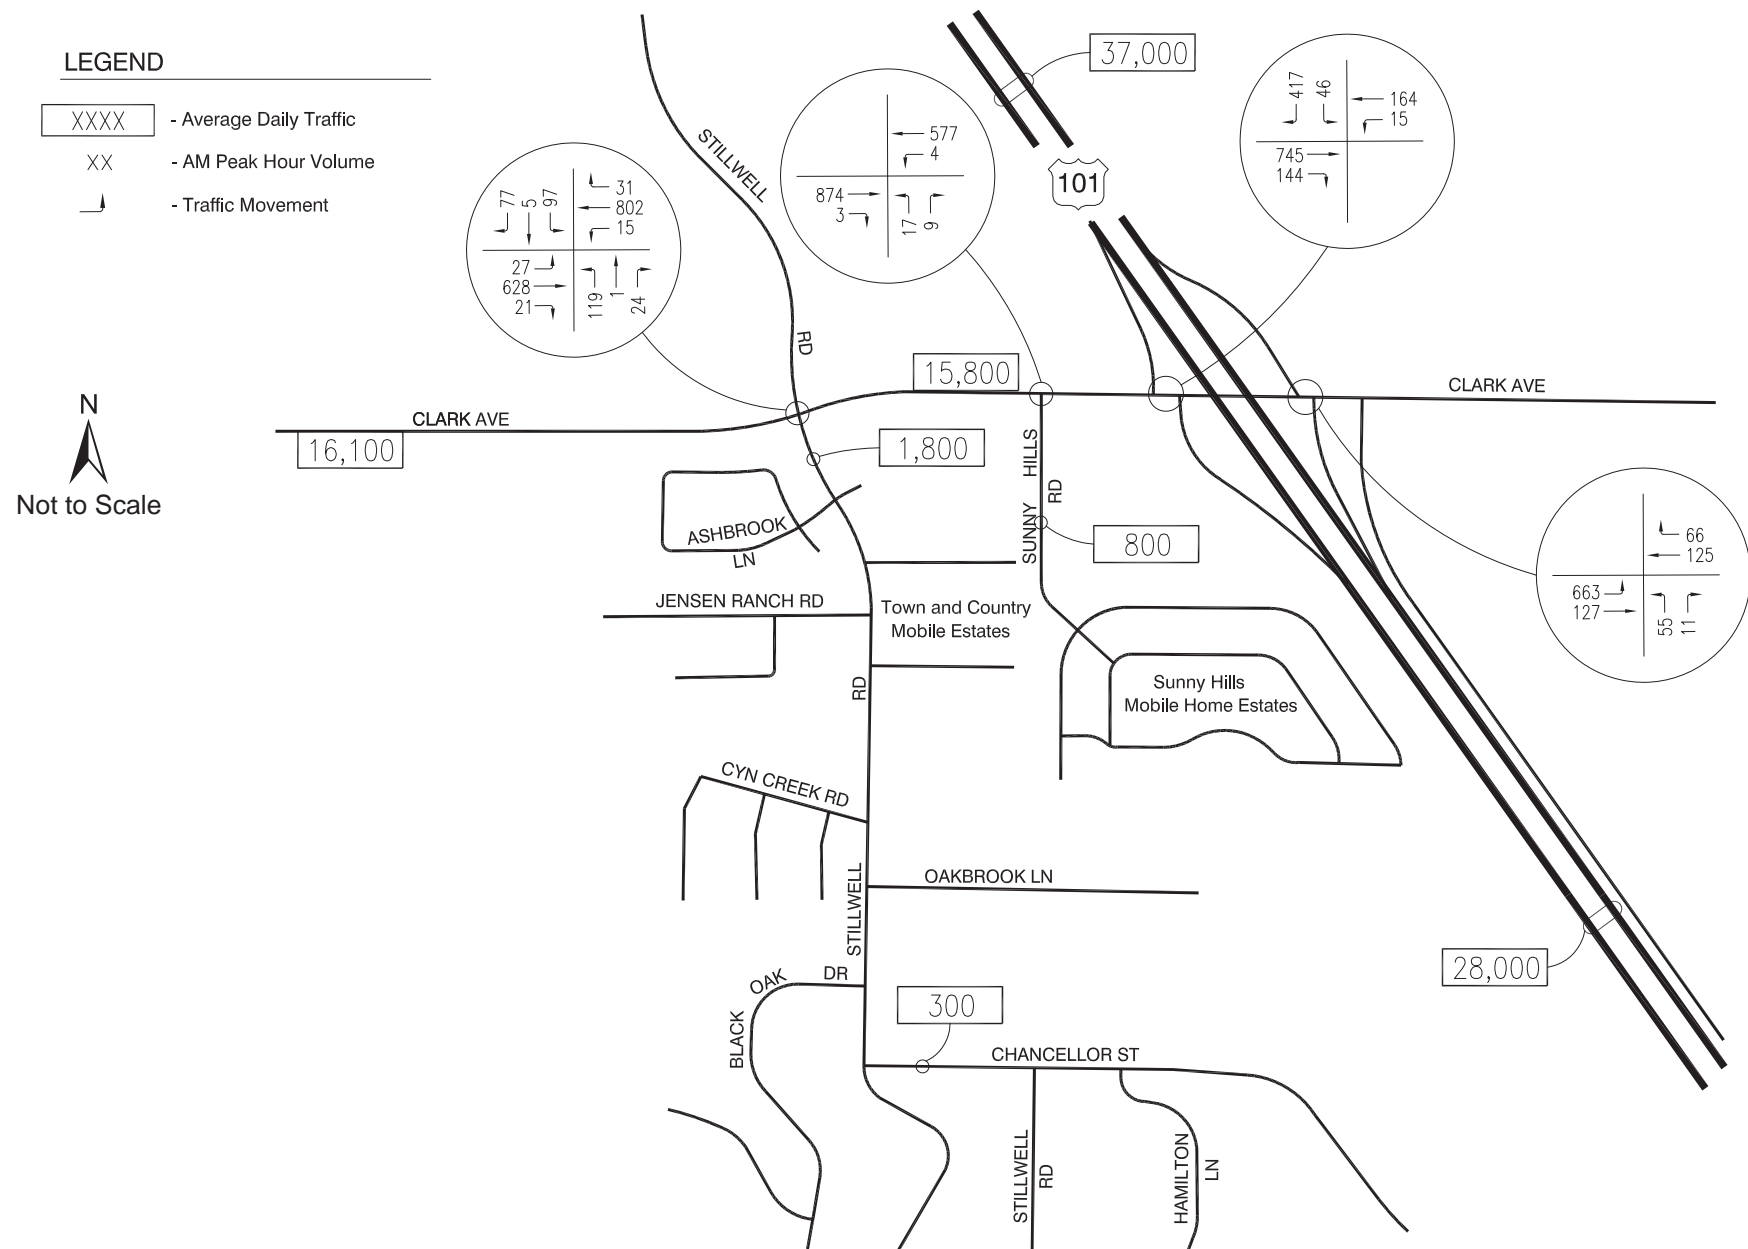 LEGEND
XXXX - Average Daily Traffic
XX - AM Peak Hour Volume
- Traffic Movement
N
Not to Scale
77 5 97
31
802
15
27
628
21
119 1 24
577
4
874
3
17 9
417 46
164
15
745
144
66
125
663
127
55 11
37,000
101
STILLWELL
RD
15,800
CLARK AVE
CLARK AVE
16,100
1,800
SUNNY HILLS
RD
800
ASHBROOK
LN
JENSEN RANCH RD
Town and Country
Mobile Estates
RD
Sunny Hills
Mobile Home Estates
CYN CREEK RD
STILLWELL
OAKBROOK LN
28,000
BLACK OAK DR
300
CHANCELLOR ST
STILLWELL
RD
HAMILTON
LN